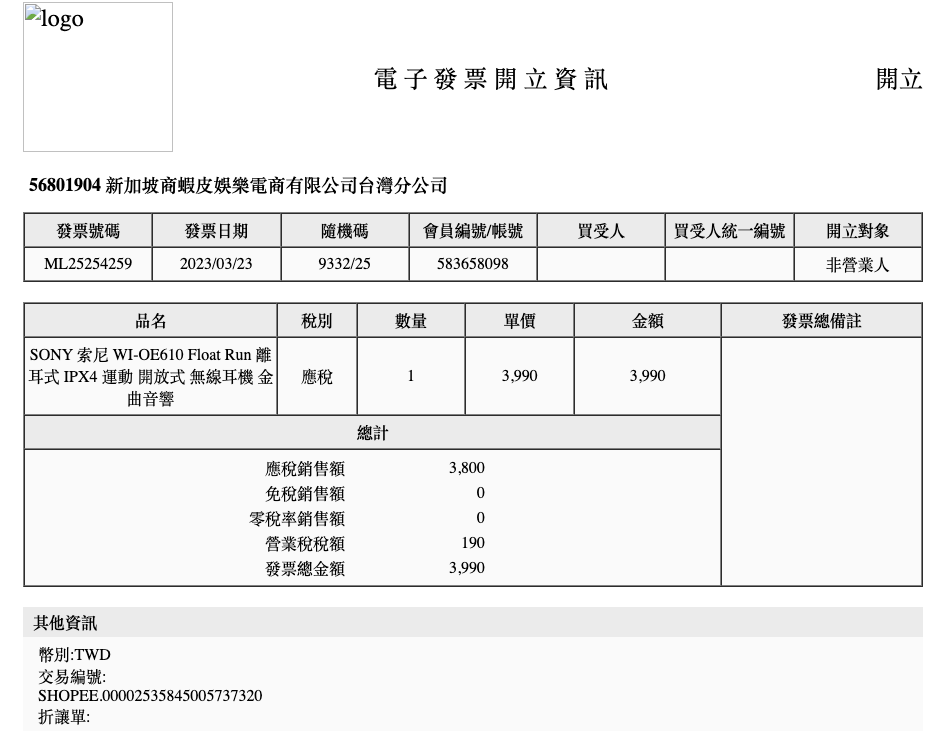 logo
電子發票開立資訊
開立
56801904 新加坡商蝦皮娛樂電商有限公司台灣分公司
發票號碼 發票日期 隨機碼 會員編號/帳號 買受人 買受人統一編號 開立對象
ML25254259 2023/03/23 9332/25 583658098 非營業人
品名 稅別 數量 單價 金額 發票總備註
SONY 索尼 WI-OE610 Float Run 離
耳式 IPX4 運動 開放式 無線耳機 金
曲音響
應稅 1 3,990 3,990
總計
應稅銷售額 3,800
免稅銷售額 0
零稅率銷售額 0
營業稅稅額 190
發票總金額 3,990
其他資訊
幣別:TWD
交易編號:
SHOPEE.00002535845005737320
折讓單: